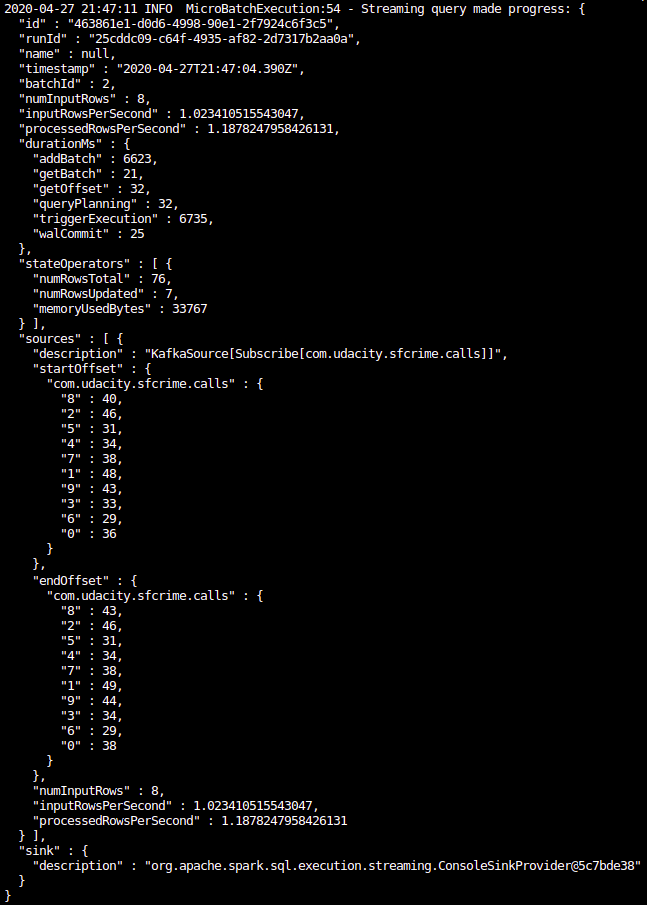 2020-04-27 21:47:11 INFO  MicroBatchExecution:54 - Streaming query made progress: {
  "id" : "463861e1-d0d6-4998-90e1-2f7924c6f3c5",
  "runId" : "25cddc09-c64f-4935-af82-2d7317b2aa0a",
  "name" : null,
  "timestamp" : "2020-04-27T21:47:04.390Z",
  "batchId" : 2,
  "numInputRows" : 8,
  "inputRowsPerSecond" : 1.023410515543047,
  "processedRowsPerSecond" : 1.1878247958426131,
  "durationMs" : {
    "addBatch" : 6623,
    "getBatch" : 21,
    "getOffset" : 32,
    "queryPlanning" : 32,
    "triggerExecution" : 6735,
    "walCommit" : 25
  },
  "stateOperators" : [ {
    "numRowsTotal" : 76,
    "numRowsUpdated" : 7,
    "memoryUsedBytes" : 33767
  } ],
  "sources" : [ {
    "description" : "KafkaSource[Subscribe[com.udacity.sfcrime.calls]]",
    "startOffset" : {
      "com.udacity.sfcrime.calls" : {
        "8" : 40,
        "2" : 46,
        "5" : 31,
        "4" : 34,
        "7" : 38,
        "1" : 48,
        "9" : 43,
        "3" : 33,
        "6" : 29,
        "0" : 36
      }
    },
    "endOffset" : {
      "com.udacity.sfcrime.calls" : {
        "8" : 43,
        "2" : 46,
        "5" : 31,
        "4" : 34,
        "7" : 38,
        "1" : 49,
        "9" : 44,
        "3" : 34,
        "6" : 29,
        "0" : 38
      }
    },
    "numInputRows" : 8,
    "inputRowsPerSecond" : 1.023410515543047,
    "processedRowsPerSecond" : 1.1878247958426131
  } ],
  "sink" : {
    "description" : "org.apache.spark.sql.execution.streaming.ConsoleSinkProvider@5c7bde38"
  }
}